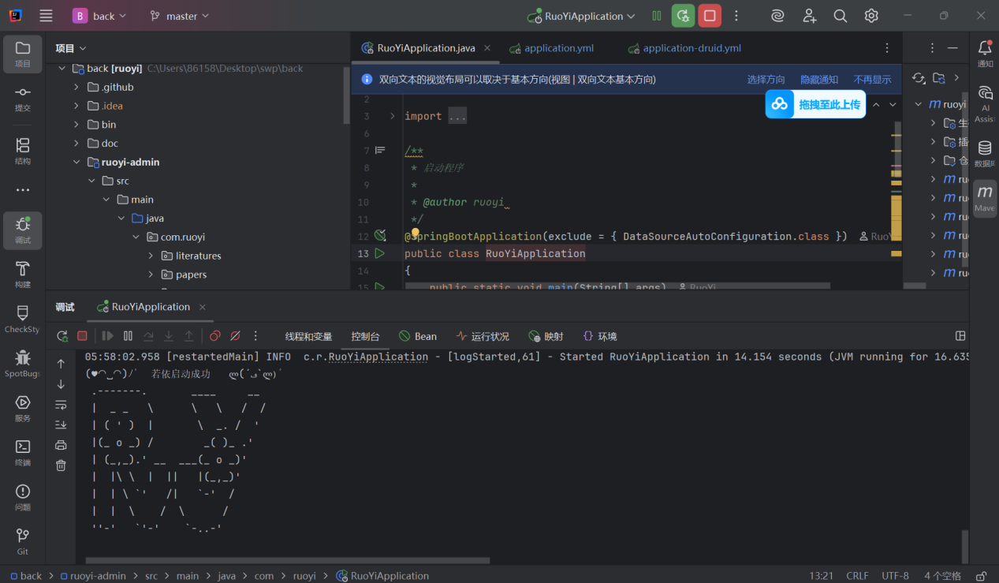 B back master RuoYiApplication
项目
项目
提交
结构
调试
构建
CheckSty
SpotBugs
服务
终端
问题
Git
back [ruoyi] C:\Users\86158\Desktop\swp\back
.github
.idea
bin
doc
ruoyi-admin
src
main
java
com.ruoyi
literatures
papers
RuoYiApplication.java application.yml application-druid.yml
双向文本的视觉布局可以取决于基本方向(视图 | 双向文本基本方向) 选择方向 隐藏通知 不再显示
拖拽至此上传
2
3 import ...
6
7 /**
8 * 启动程序
9 *
10 * @author ruoyi
11 */
12 @SpringBootApplication(exclude = { DataSourceAutoConfiguration.class }) RuoY
13 public class RuoYiApplication
14 {
15 public static void main(String[] args) RuoYi
m ruoyi
生
插
仓
m ruo
m ruo
m ruo
m ruo
m ruo
m ruo
通知
AI
Assis
数据库
m
Mave
调试 RuoYiApplication
线程和变量 控制台 Bean 运行状况 映射 环境
05:58:02.958 [restartedMain] INFO c.r.RuoYiApplication - [logStarted,61] - Started RuoYiApplication in 14.154 seconds (JVM running for 16.635
(♥◠‿◠)ﾉﾞ 若依启动成功 ლ(´ڡ`ლ)ﾞ
 .-------.       ____     __
 |  _ _   \      \   \   /  /
 | ( ' )  |       \  _. /  '
 |(_ o _) /        _( )_ .'
 | (_,_).' __  ___(_ o _)'
 |  |\ \  |  ||   |(_,_)'
 |  | \ `'   /|   `-'  /
 |  |  \    /  \      /
 ''-'   `'-'    `-..-'
back ruoyi-admin src main java com ruoyi RuoYiApplication 13:21 CRLF UTF-8 4 个空格